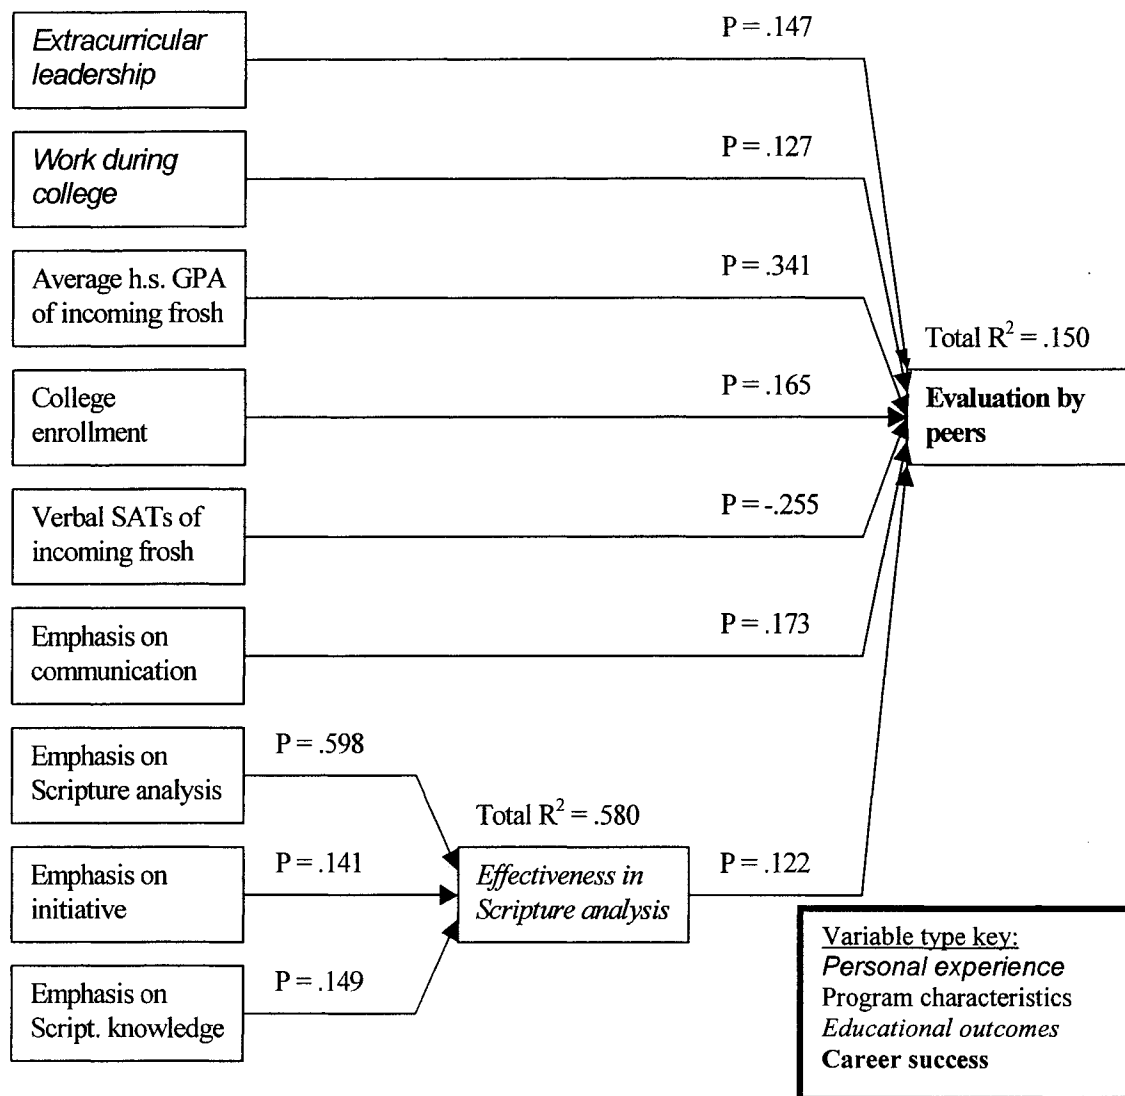 Extracurricular
leadership
P = .147
Work during
college
P = .127
Average h.s. GPA
of incoming frosh
P = .341
College
enrollment
P = .165
Verbal SATs of
incoming frosh
P = -.255
Emphasis on
communication
P = .173
Total R² = .150
Evaluation by
peers
Emphasis on
Scripture analysis
P = .598
Emphasis on
initiative
P = .141
Emphasis on
Script. knowledge
P = .149
Total R² = .580
Effectiveness in
Scripture analysis
P = .122
Variable type key:
Personal experience
Program characteristics
Educational outcomes
Career success